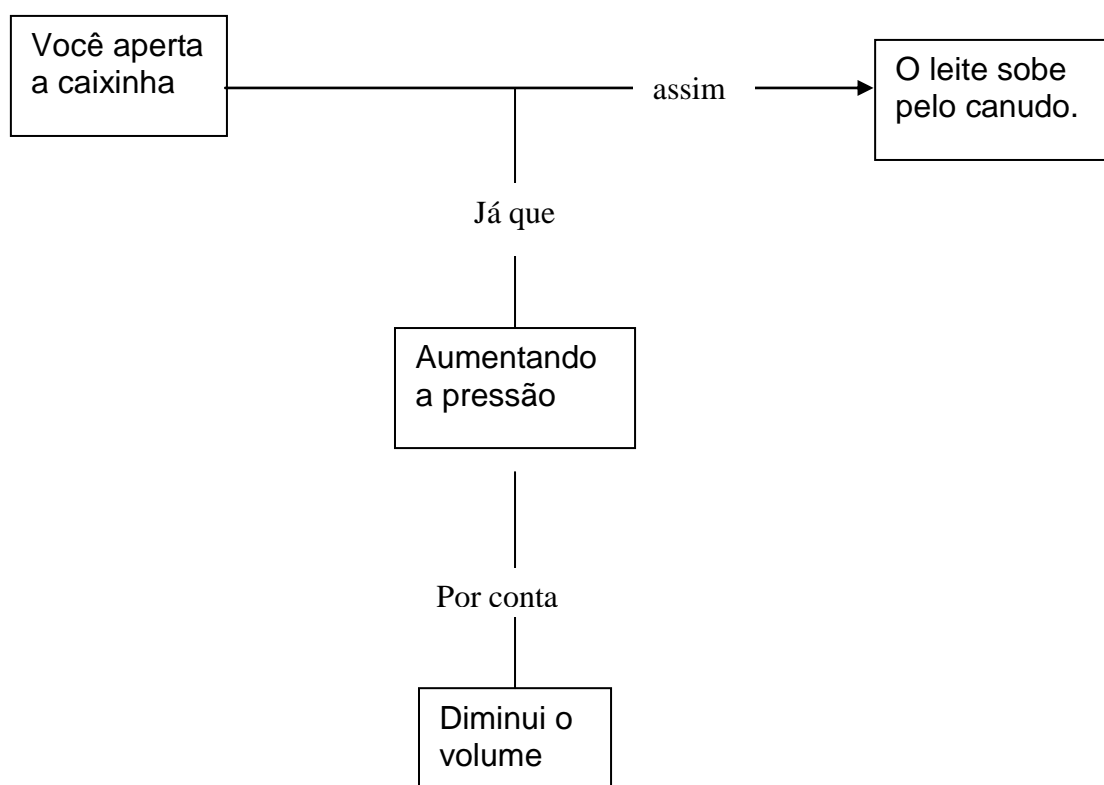 Você aperta
a caixinha
assim
O leite sobe
pelo canudo.
Já que
Aumentando
a pressão
Por conta
Diminui o
volume